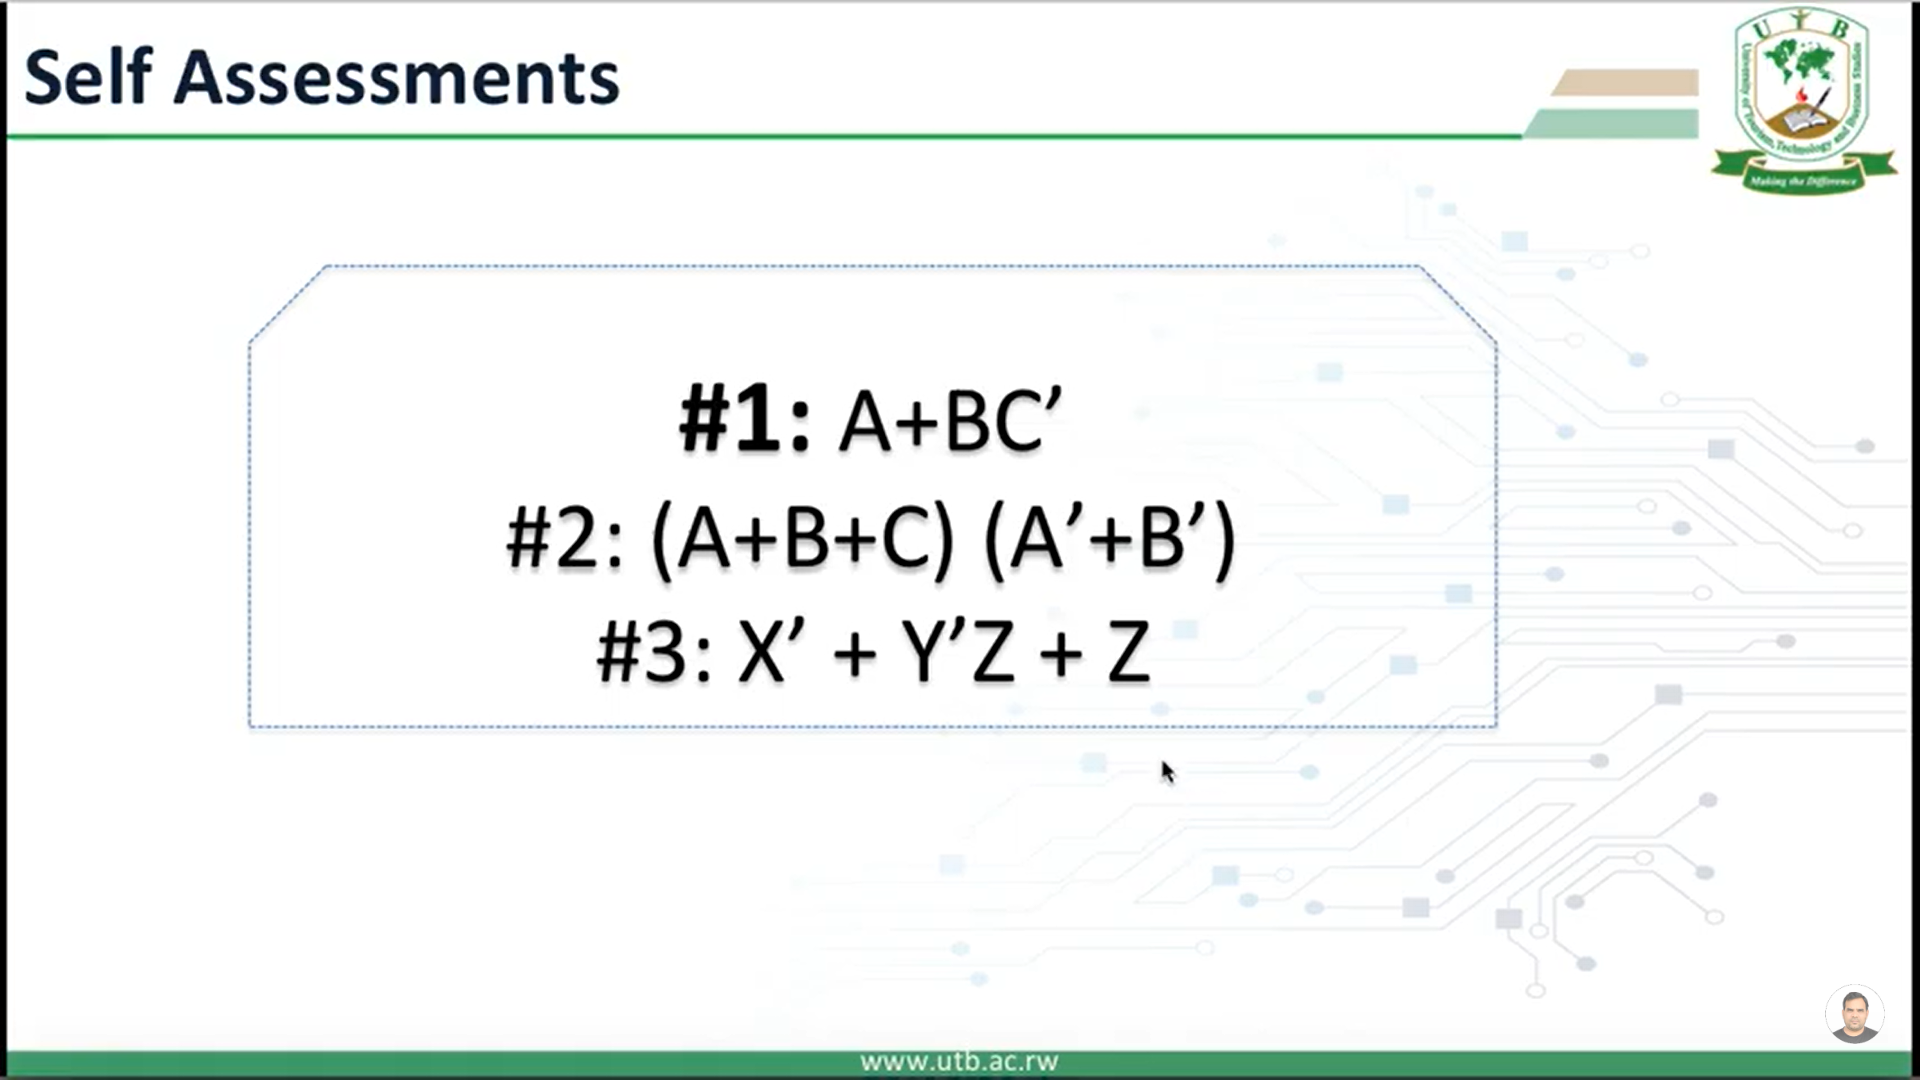 Self Assessments
U T B
University of Tourism, Technology and Business Studies
Making the Difference
#1: A+BC’
#2: (A+B+C) (A’+B’)
#3: X’ + Y’Z + Z
www.utb.ac.rw